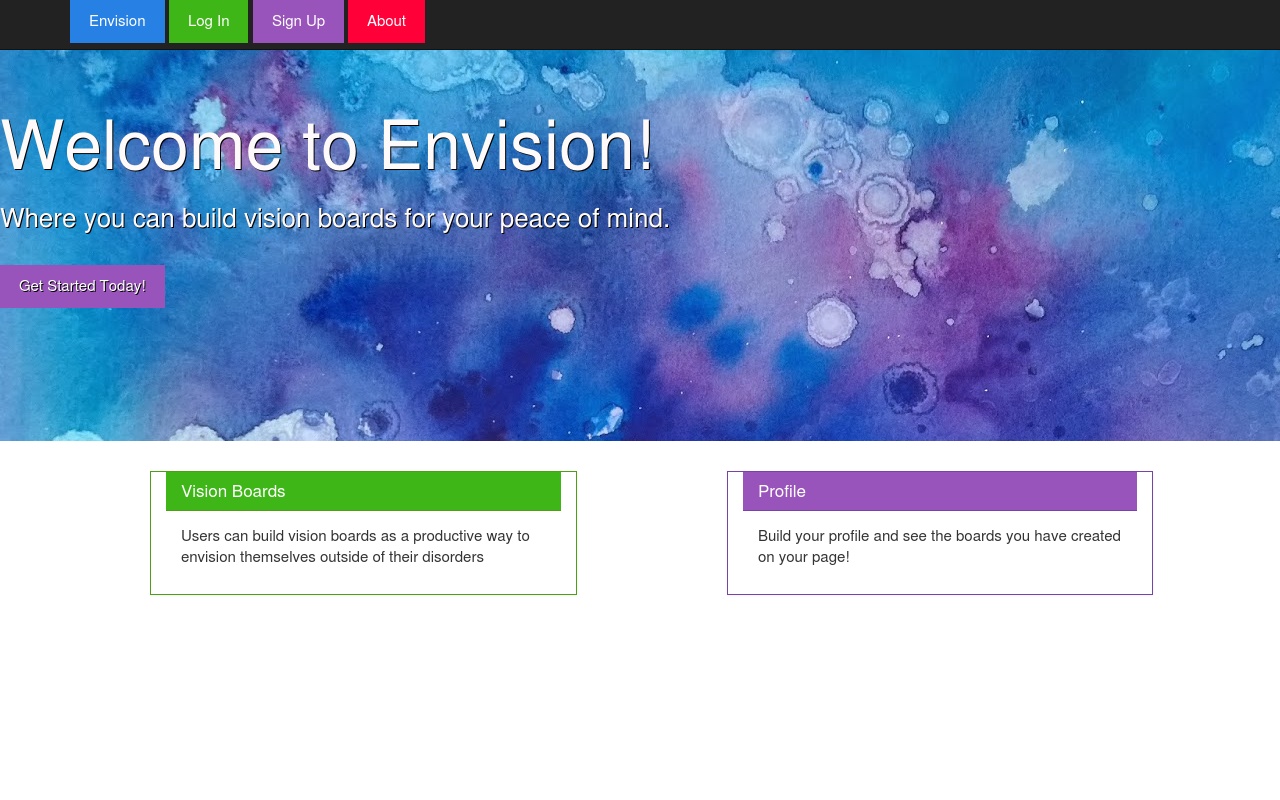 Envision Log In Sign Up About
Welcome to Envision!
Where you can build vision boards for your peace of mind.
Get Started Today!
Vision Boards
Users can build vision boards as a productive way to
envision themselves outside of their disorders
Profile
Build your profile and see the boards you have created
on your page!